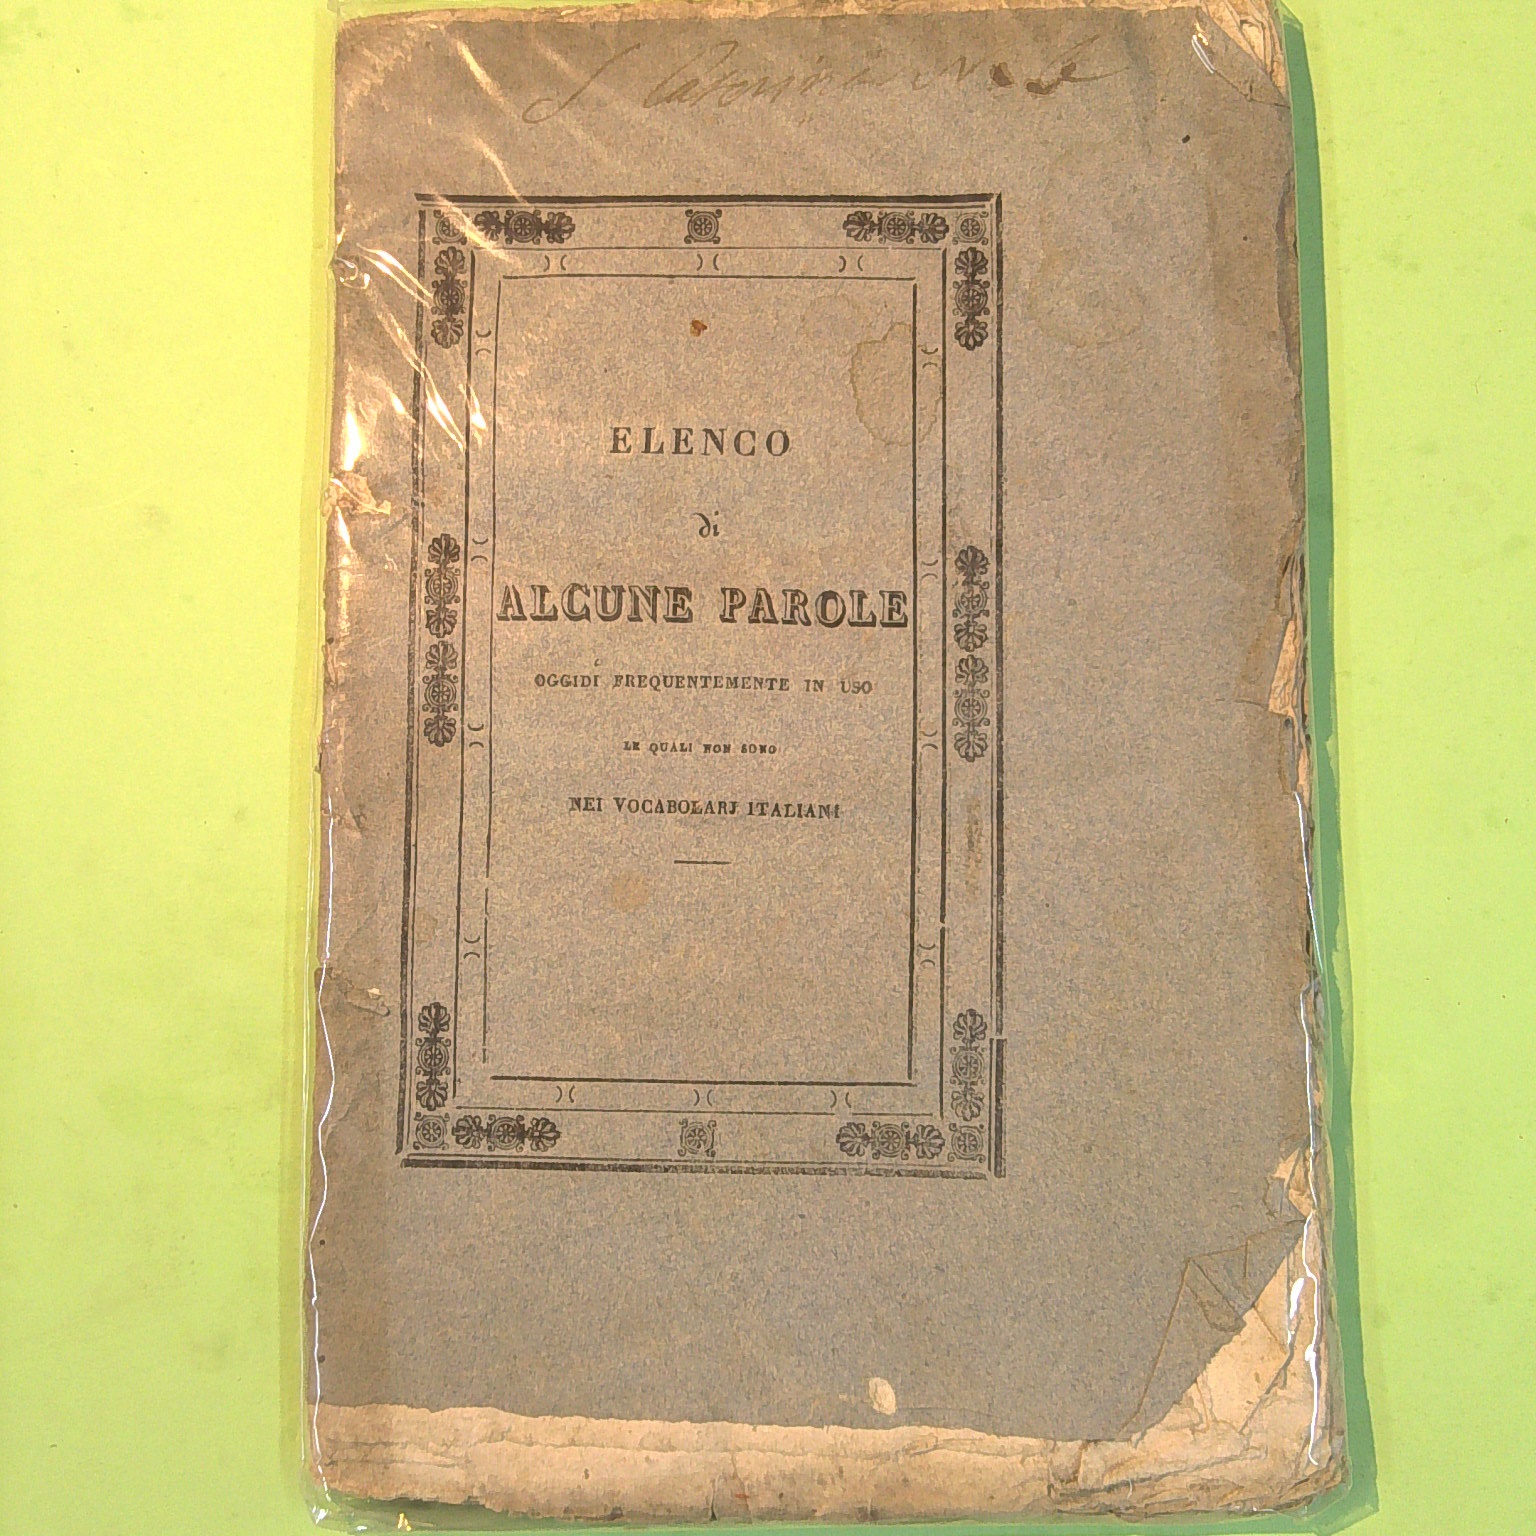 ELENCO
di
ALCUNE PAROLE
OGGIDÌ FREQUENTEMENTE IN USO
LE QUALI NON SONO
NEI VOCABOLARJ ITALIANI